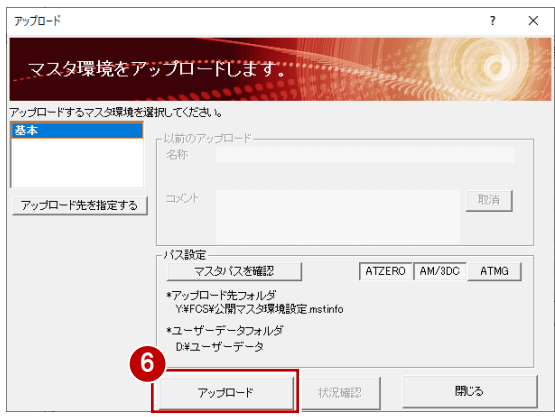 アップロード
? ×
マスタ環境をアップロードします。
アップロードするマスタ環境を選択してください。
基本
アップロード先を指定する
以前のアップロード
名称
コメント
取消
パス設定
マスタパスを確認
ATZERO AM/3DC ATMG
*アップロード先フォルダ
Y:¥FCS¥公開マスタ環境設定.mstinfo
*ユーザーデータフォルダ
D:¥ユーザーデータ
6
アップロード 状況確認 閉じる